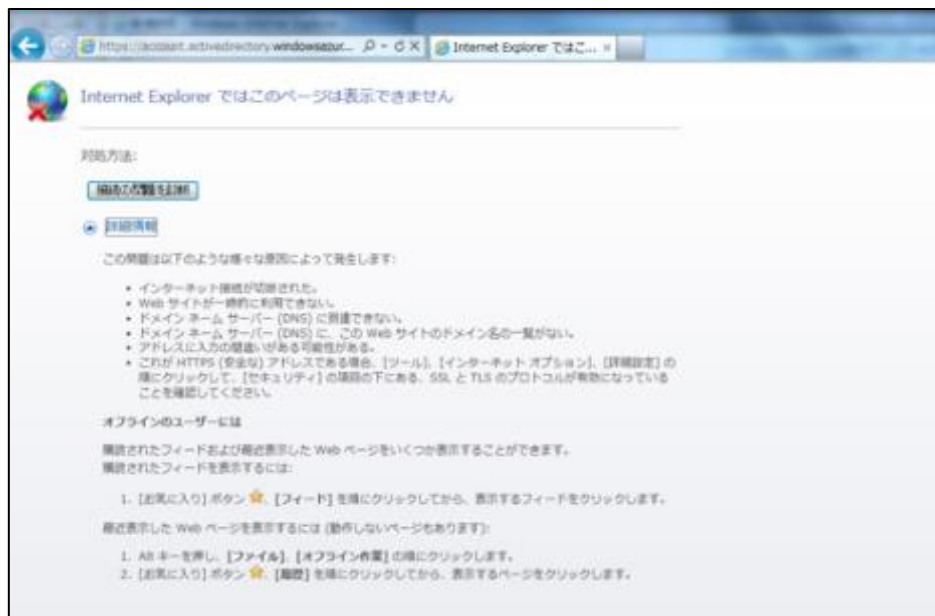 https://account.activedirectory.windowsazur...
Internet Explorer ではこ...
Internet Explorer ではこのページは表示できません
対処方法:
接続の問題を診断
詳細情報
この問題は以下のような様々な原因によって発生します:
• インターネット接続が切断された。
• Web サイトが一時的に利用できない。
• ドメイン ネーム サーバー (DNS) に到達できない。
• ドメイン ネーム サーバー (DNS) に、この Web サイトのドメイン名の一覧がない。
• アドレスに入力の間違いがある可能性がある。
• これが HTTPS (安全な) アドレスである場合、[ツール]、[インターネット オプション]、[詳細設定] の
順にクリックして、[セキュリティ] の項目の下にある、SSL と TLS のプロトコルが有効になっている
ことを確認してください。
オフラインのユーザーには
購読されたフィードおよび最近表示した Web ページをいくつか表示することができます。
購読されたフィードを表示するには:
1. [お気に入り] ボタン 、[フィード] を順にクリックしてから、表示するフィードをクリックします。
最近表示した Web ページを表示するには (動作しないページもあります):
1. Alt キーを押し、[ファイル]、[オフライン作業] の順にクリックします。
2. [お気に入り] ボタン 、[履歴] を順にクリックしてから、表示するページをクリックします。